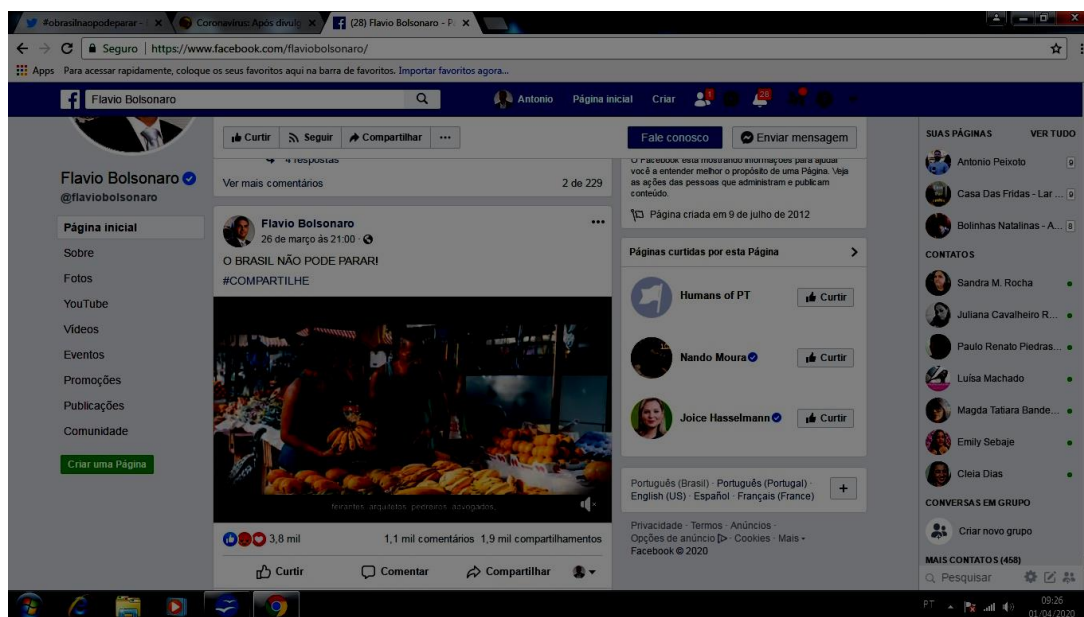 #obrasilnaopodeparar -
Coronavírus: Após divulg
(28) Flavio Bolsonaro - P
Seguro
https://www.facebook.com/flaviobolsonaro/
Apps
Para acessar rapidamente, coloque os seus favoritos aqui na barra de favoritos. Importar favoritos agora...
Flavio Bolsonaro
Antonio
Página inicial
Criar
1
26
Flavio Bolsonaro
@flaviobolsonaro
Página inicial
Sobre
Fotos
YouTube
Vídeos
Eventos
Promoções
Publicações
Comunidade
Criar uma Página
Curtir
Seguir
Compartilhar
4 respostas
Ver mais comentários
2 de 229
Flavio Bolsonaro
26 de março às 21:00 ·
O BRASIL NÃO PODE PARAR!
#COMPARTILHE
feirantes, arquitetos, pedreiros, advogados,
3,8 mil
1,1 mil comentários 1,9 mil compartilhamentos
Curtir
Comentar
Compartilhar
Fale conosco
Enviar mensagem
O Facebook está mostrando informações para ajudar
você a entender melhor o propósito de uma Página. Veja
as ações das pessoas que administram e publicam
conteúdo.
Página criada em 9 de julho de 2012
Páginas curtidas por esta Página
Humans of PT
Curtir
Nando Moura
Curtir
Joice Hasselmann
Curtir
Português (Brasil) · Português (Portugal) ·
English (US) · Español · Français (France)
Privacidade · Termos · Anúncios ·
Opções de anúncio · Cookies · Mais
Facebook © 2020
SUAS PÁGINAS
VER TUDO
Antonio Peixoto
9
Casa Das Fridas - Lar ...
9
Bolinhas Natalinas - A...
8
CONTATOS
Sandra M. Rocha
Juliana Cavalheiro R...
Paulo Renato Piedras...
Luísa Machado
Magda Tatiara Bande...
Emily Sebaje
Cleia Dias
CONVERSAS EM GRUPO
Criar novo grupo
MAIS CONTATOS (458)
Pesquisar
PT
09:26
01/04/2020